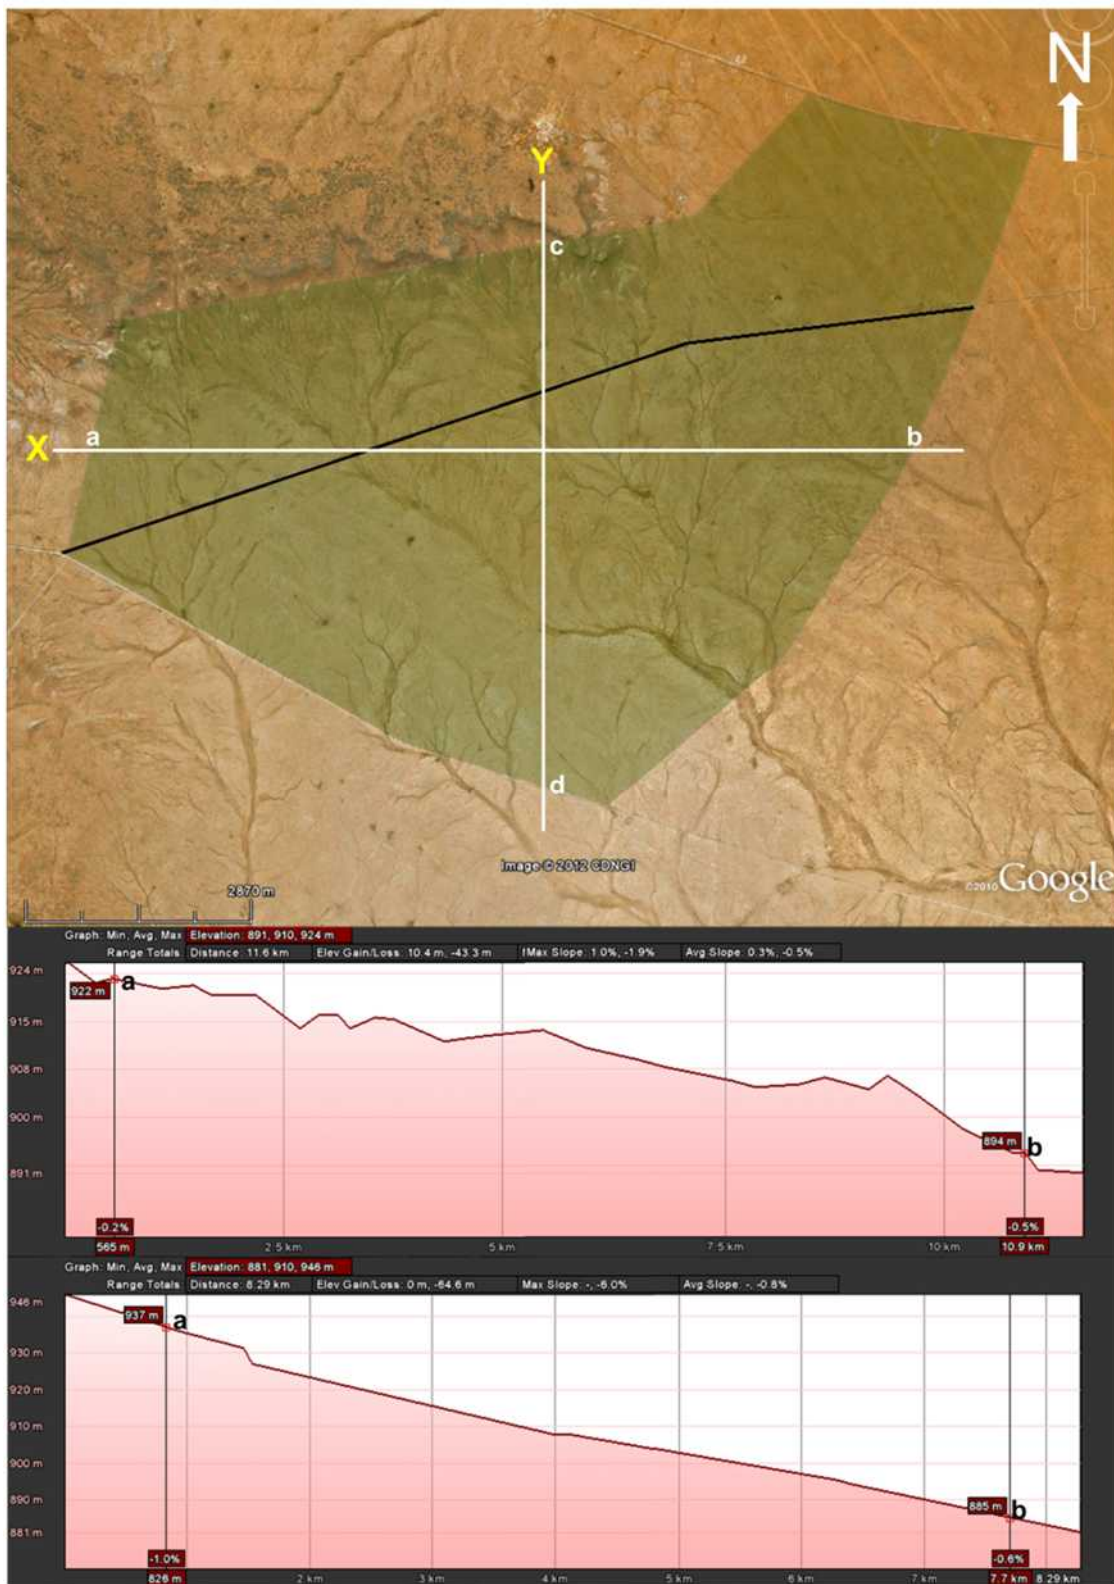 N
Y
c
X
a
b
d
Image © 2012 CDNGI
©2010 Google
2870 m
Graph: Min, Avg, Max Elevation: 891, 910, 924 m
Range Totals Distance: 11.6 km Elev Gain/Loss: 10.4 m, -43.3 m Max Slope: 1.0%, -1.9% Avg Slope: 0.3%, -0.5%
924 m
922 m
a
915 m
908 m
900 m
894 m
b
891 m
-0.2%
-0.5%
565 m
2.5 km
5 km
7.5 km
10 km
10.9 km
Graph: Min, Avg, Max Elevation: 881, 910, 946 m
Range Totals Distance: 8.29 km Elev Gain/Loss: 0 m, -64.6 m Max Slope: -, -6.0% Avg Slope: -, -0.8%
946 m
937 m
a
930 m
920 m
910 m
900 m
890 m
885 m
b
881 m
-1.0%
-0.6%
826 m
2 km
3 km
4 km
5 km
6 km
7 km
7.7 km
8.29 km